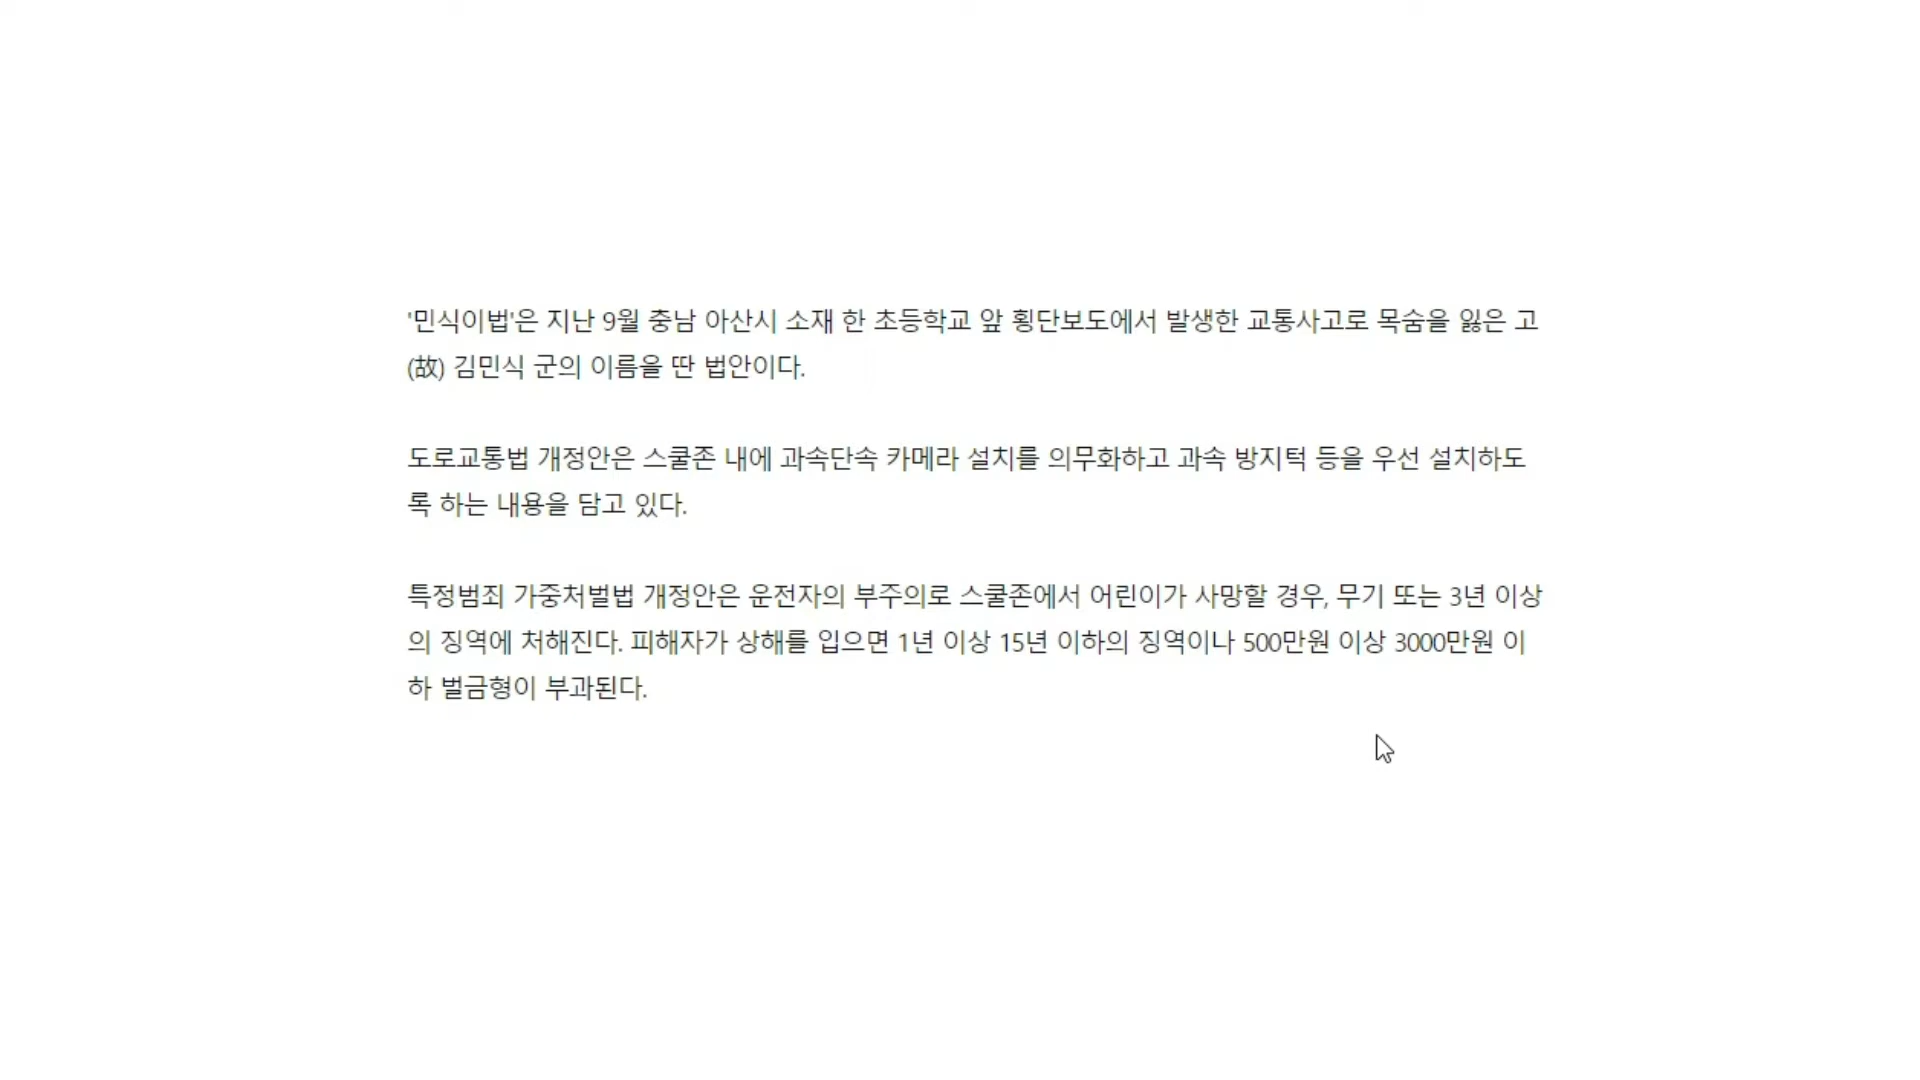 '민식이법'은 지난 9월 충남 아산시 소재 한 초등학교 앞 횡단보도에서 발생한 교통사고로 목숨을 잃은 고
(故) 김민식 군의 이름을 딴 법안이다.
도로교통법 개정안은 스쿨존 내에 과속단속 카메라 설치를 의무화하고 과속 방지턱 등을 우선 설치하도
록 하는 내용을 담고 있다.
특정범죄 가중처벌법 개정안은 운전자의 부주의로 스쿨존에서 어린이가 사망할 경우, 무기 또는 3년 이상
의 징역에 처해진다. 피해자가 상해를 입으면 1년 이상 15년 이하의 징역이나 500만원 이상 3000만원 이
하 벌금형이 부과된다.